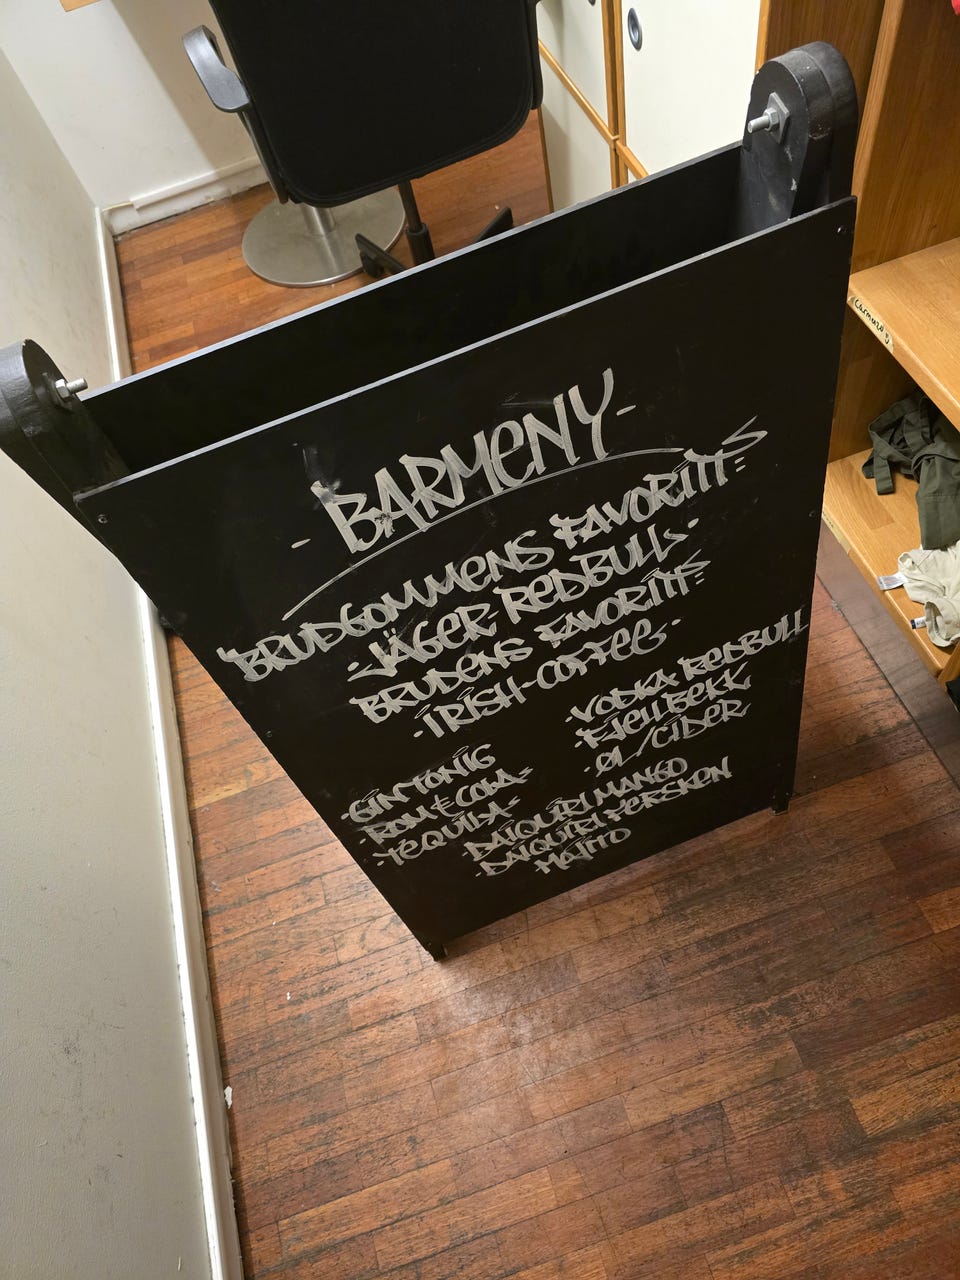 - BARMENY -
BRUDGOMMENS FAVORITT =
- JÄGER REDBULL -
BRUDENS FAVORITT =
- IRISH-COFFEE -
- GIN TONIC
- ROM & COLA -
- TEQUILA -
- VODKA REDBULL
- FJELLBEKK
- ØL/CIDER
- DAIQUIRI MANGO
- DAIQUIRI FERSKEN
MOJITO